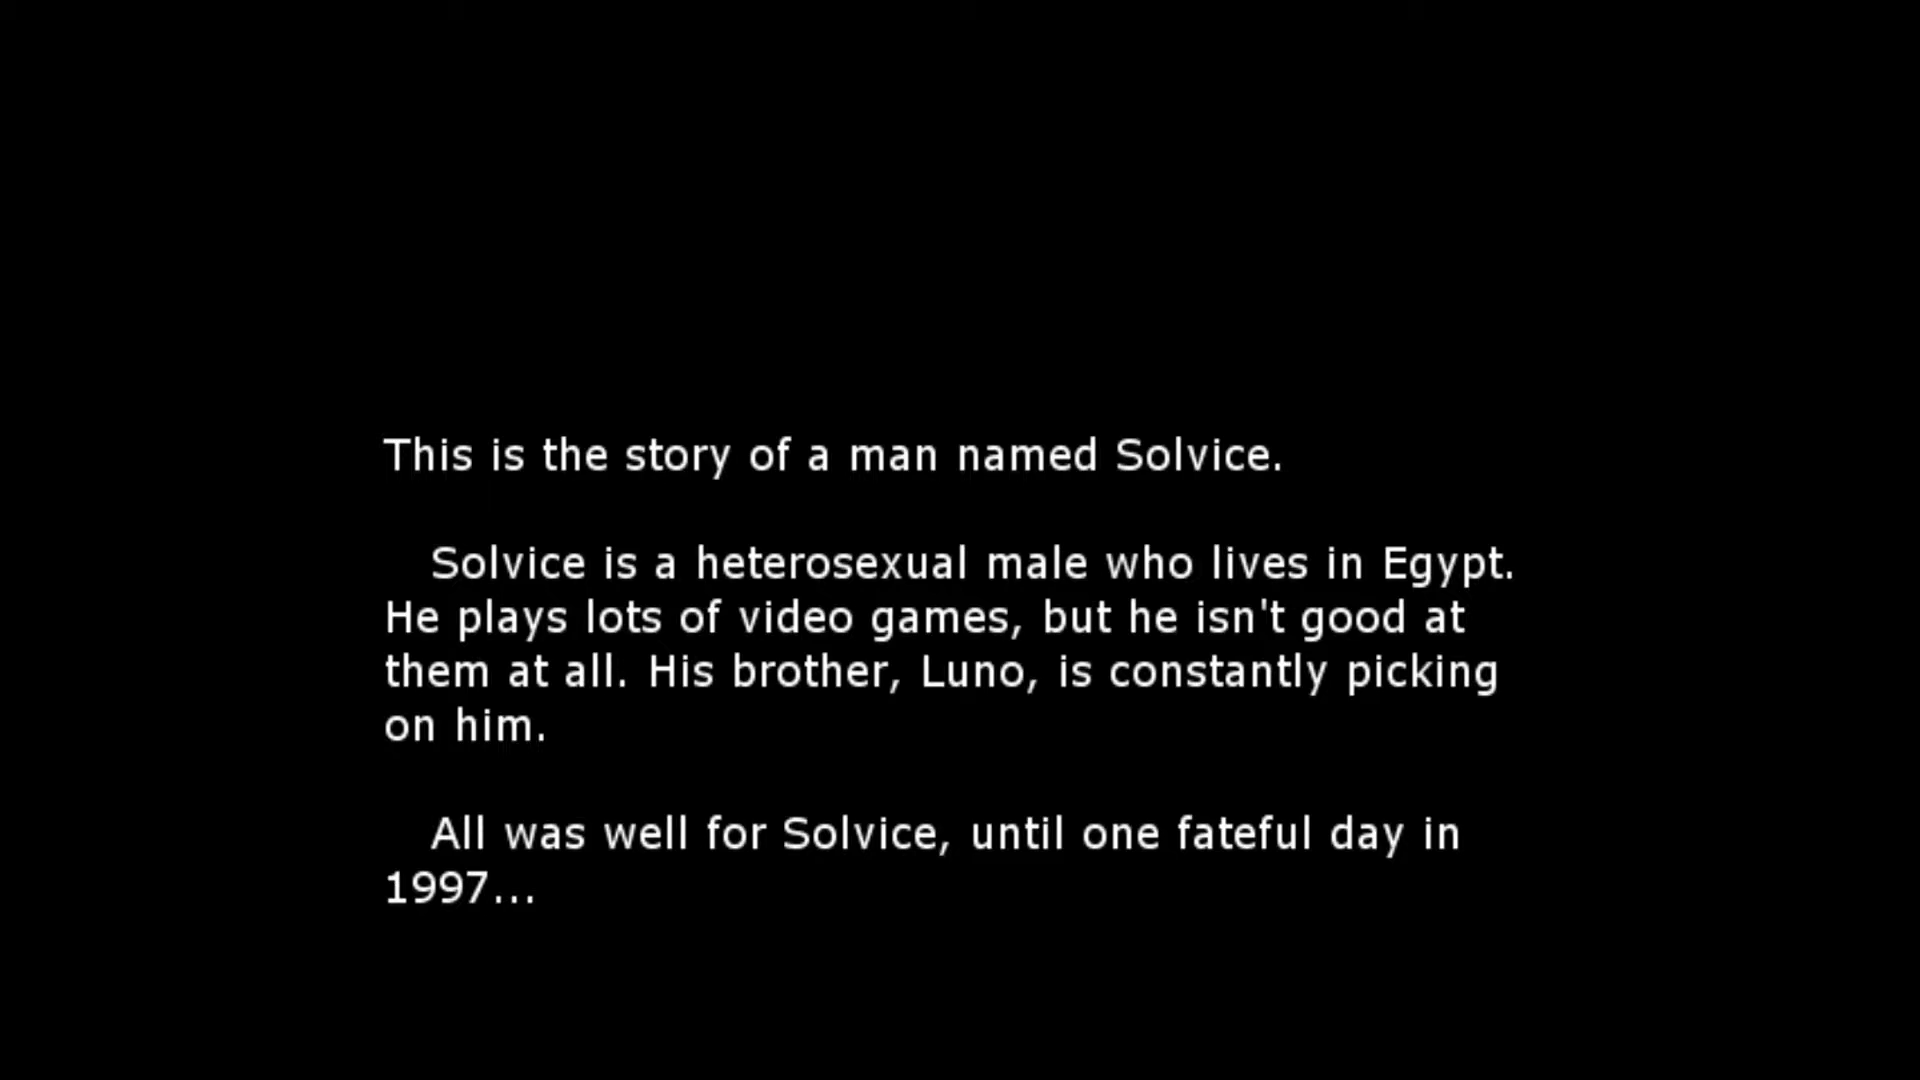 This is the story of a man named Solvice.
Solvice is a heterosexual male who lives in Egypt.
He plays lots of video games, but he isn't good at
them at all. His brother, Luno, is constantly picking
on him.
All was well for Solvice, until one fateful day in
1997...